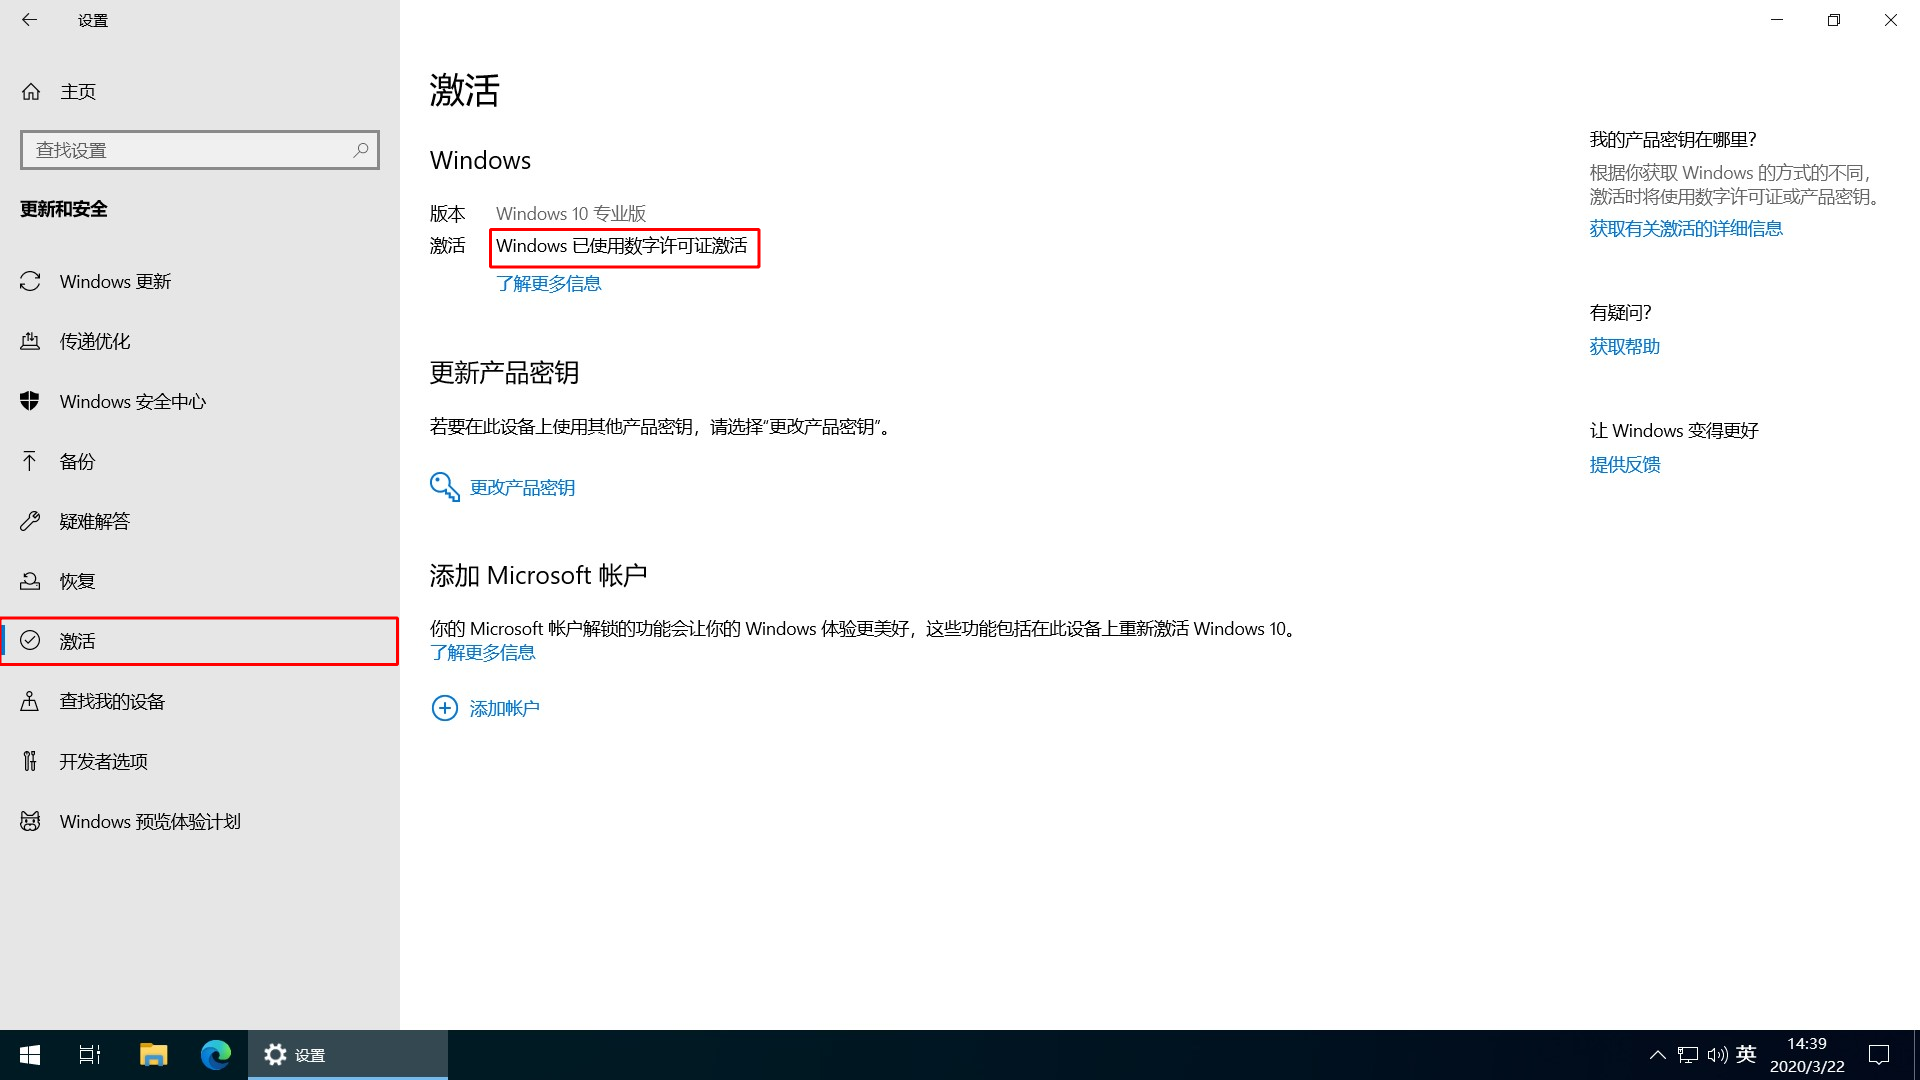 设置
主页
查找设置
更新和安全
Windows 更新
传递优化
Windows 安全中心
备份
疑难解答
恢复
激活
查找我的设备
开发者选项
Windows 预览体验计划
激活
Windows
版本 Windows 10 专业版
激活 Windows 已使用数字许可证激活
了解更多信息
更新产品密钥
若要在此设备上使用其他产品密钥，请选择“更改产品密钥”。
更改产品密钥
添加 Microsoft 帐户
你的 Microsoft 帐户解锁的功能会让你的 Windows 体验更美好，这些功能包括在此设备上重新激活 Windows 10。
了解更多信息
添加帐户
我的产品密钥在哪里?
根据你获取 Windows 的方式的不同，
激活时将使用数字许可证或产品密钥。
获取有关激活的详细信息
有疑问?
获取帮助
让 Windows 变得更好
提供反馈
设置
英
14:39
2020/3/22